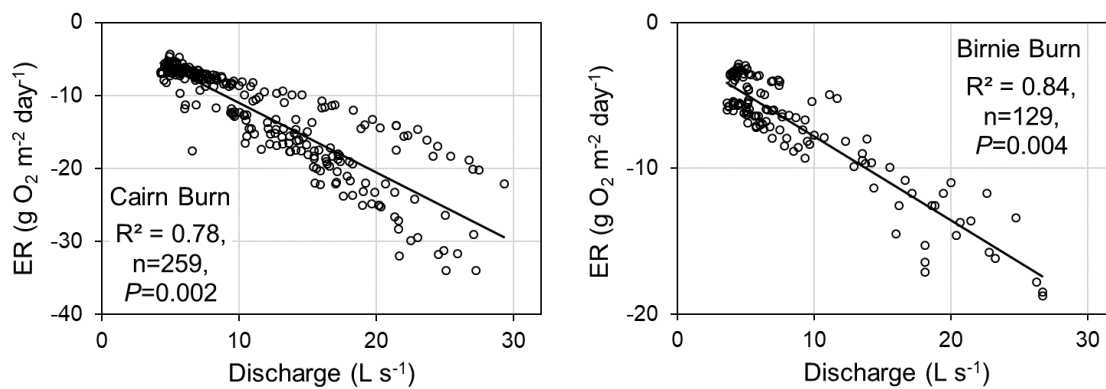 0
-10
-20
-30
-40
0
10
20
30
ER (g O₂ m⁻² day⁻¹)
Discharge (L s⁻¹)
Cairn Burn
R² = 0.78,
n=259,
P=0.002
0
-10
-20
0
10
20
30
ER (g O₂ m⁻² day⁻¹)
Discharge (L s⁻¹)
Birnie Burn
R² = 0.84,
n=129,
P=0.004